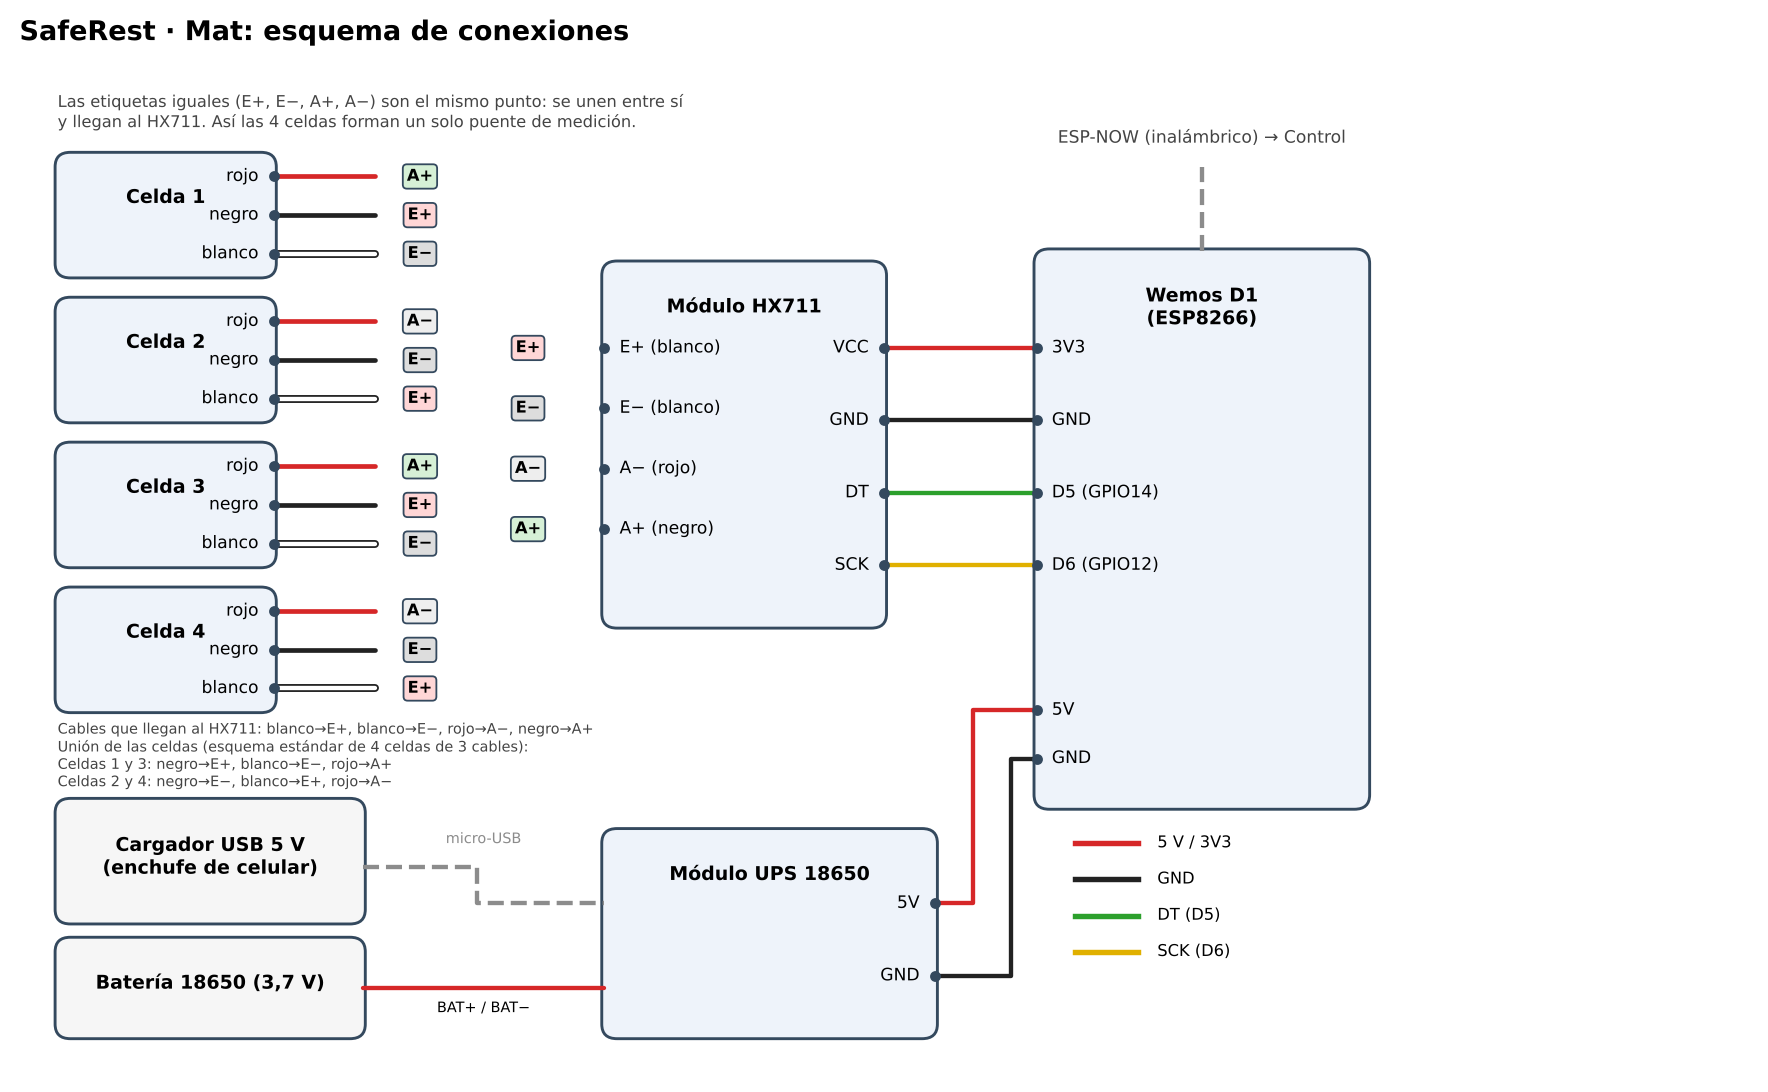 SafeRest · Mat: esquema de conexiones
Las etiquetas iguales (E+, E−, A+, A−) son el mismo punto: se unen entre sí
y llegan al HX711. Así las 4 celdas forman un solo puente de medición.
ESP-NOW (inalámbrico) → Control
Celda 1
rojo
A+
negro
E+
blanco
E−
Celda 2
rojo
A−
negro
E−
blanco
E+
Celda 3
rojo
A+
negro
E+
blanco
E−
Celda 4
rojo
A−
negro
E−
blanco
E+
E+
E−
A−
A+
Módulo HX711
E+ (blanco)
E− (blanco)
A− (rojo)
A+ (negro)
VCC
GND
DT
SCK
Wemos D1
(ESP8266)
3V3
GND
D5 (GPIO14)
D6 (GPIO12)
5V
GND
Cables que llegan al HX711: blanco→E+, blanco→E−, rojo→A−, negro→A+
Unión de las celdas (esquema estándar de 4 celdas de 3 cables):
Celdas 1 y 3: negro→E+, blanco→E−, rojo→A+
Celdas 2 y 4: negro→E−, blanco→E+, rojo→A−
Cargador USB 5 V
(enchufe de celular)
micro-USB
Batería 18650 (3,7 V)
BAT+ / BAT−
Módulo UPS 18650
5V
GND
5 V / 3V3
GND
DT (D5)
SCK (D6)